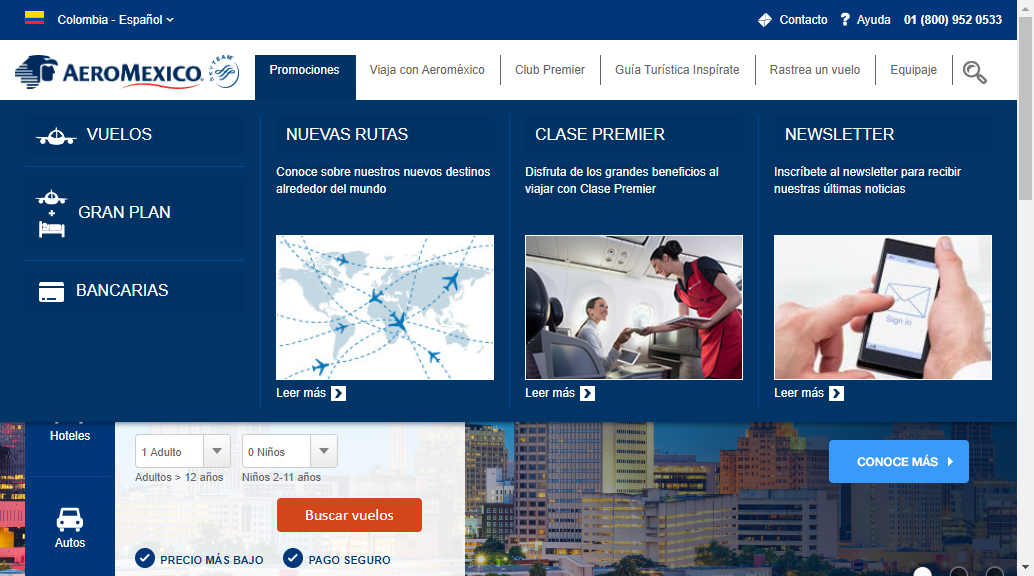 Colombia - Español
Contacto
Ayuda
01 (800) 952 0533
AEROMEXICO.
SKYTEAM
Promociones
Viaja con Aeroméxico
Club Premier
Guía Turística Inspírate
Rastrea un vuelo
Equipaje
VUELOS
GRAN PLAN
BANCARIAS
NUEVAS RUTAS
Conoce sobre nuestros nuevos destinos
alrededor del mundo
Leer más
CLASE PREMIER
Disfruta de los grandes beneficios al
viajar con Clase Premier
Leer más
NEWSLETTER
Inscríbete al newsletter para recibir
nuestras últimas noticias
Sign in
Leer más
Hoteles
Autos
1 Adulto
0 Niños
Adultos > 12 años
Niños 2-11 años
Buscar vuelos
PRECIO MÁS BAJO
PAGO SEGURO
CONOCE MÁS